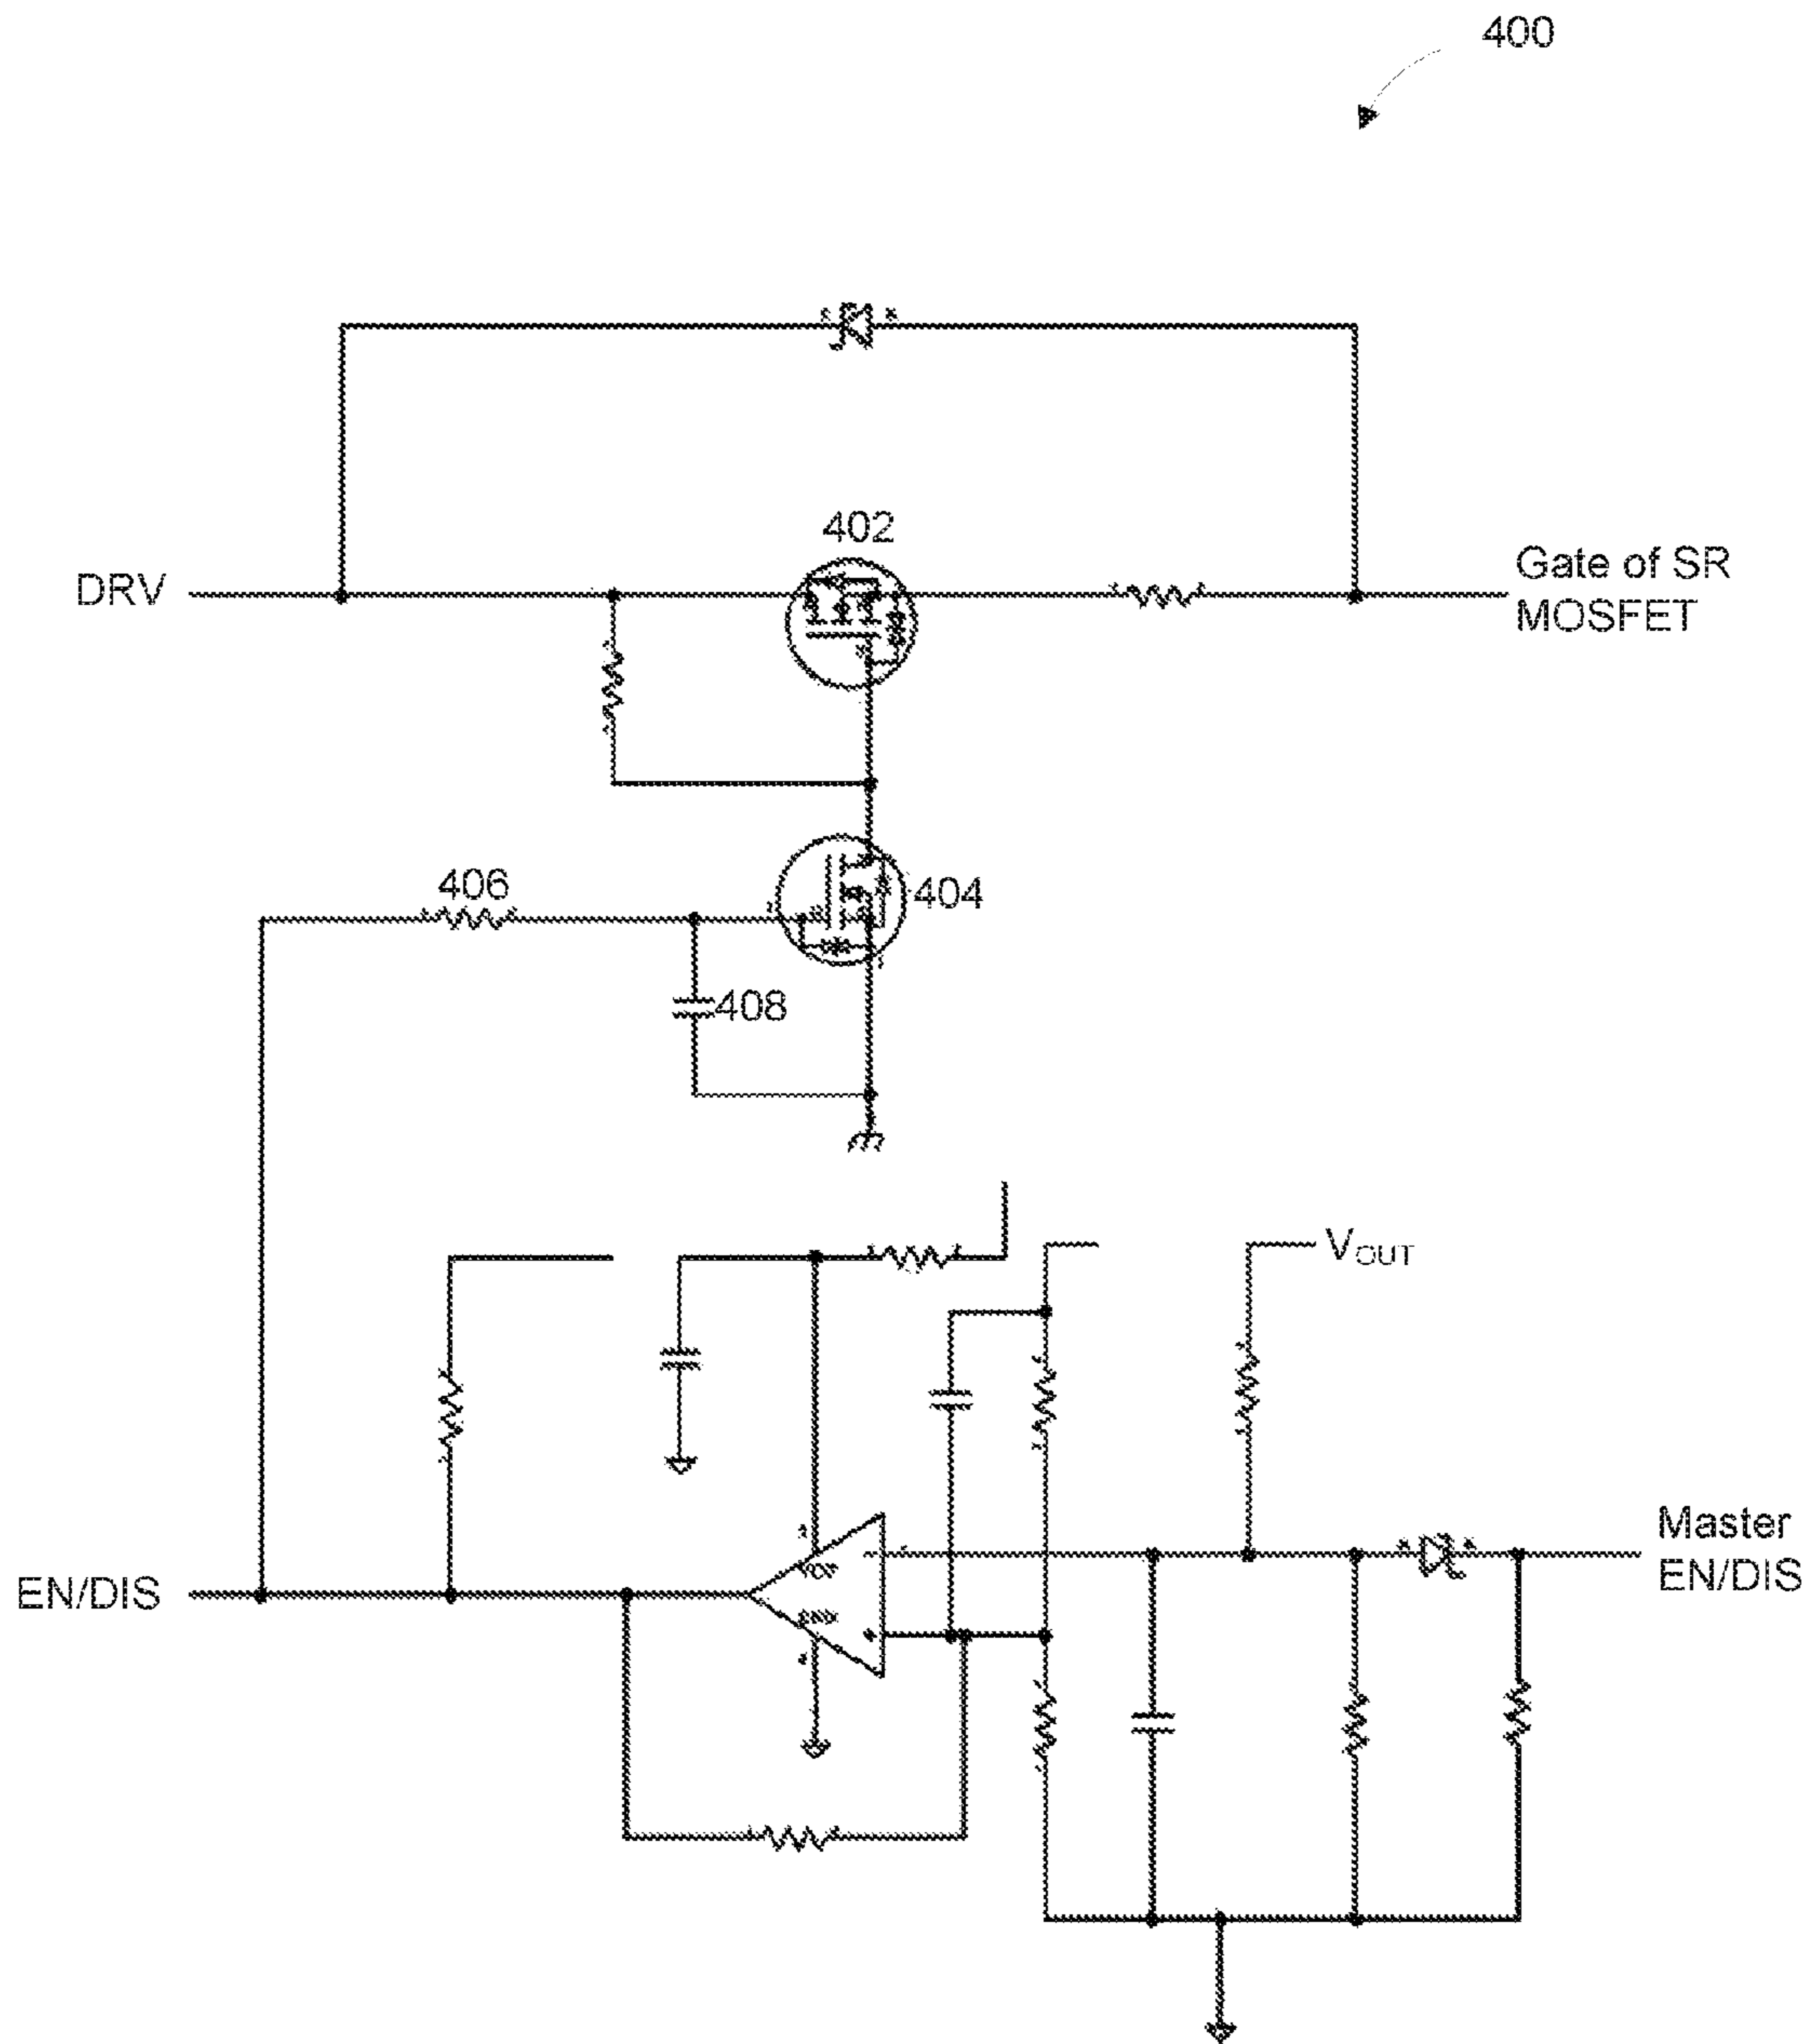 400
402
DRV
Gate of SR
MOSFET
406
404
408
VOUT
Master
EN/DIS
EN/DIS